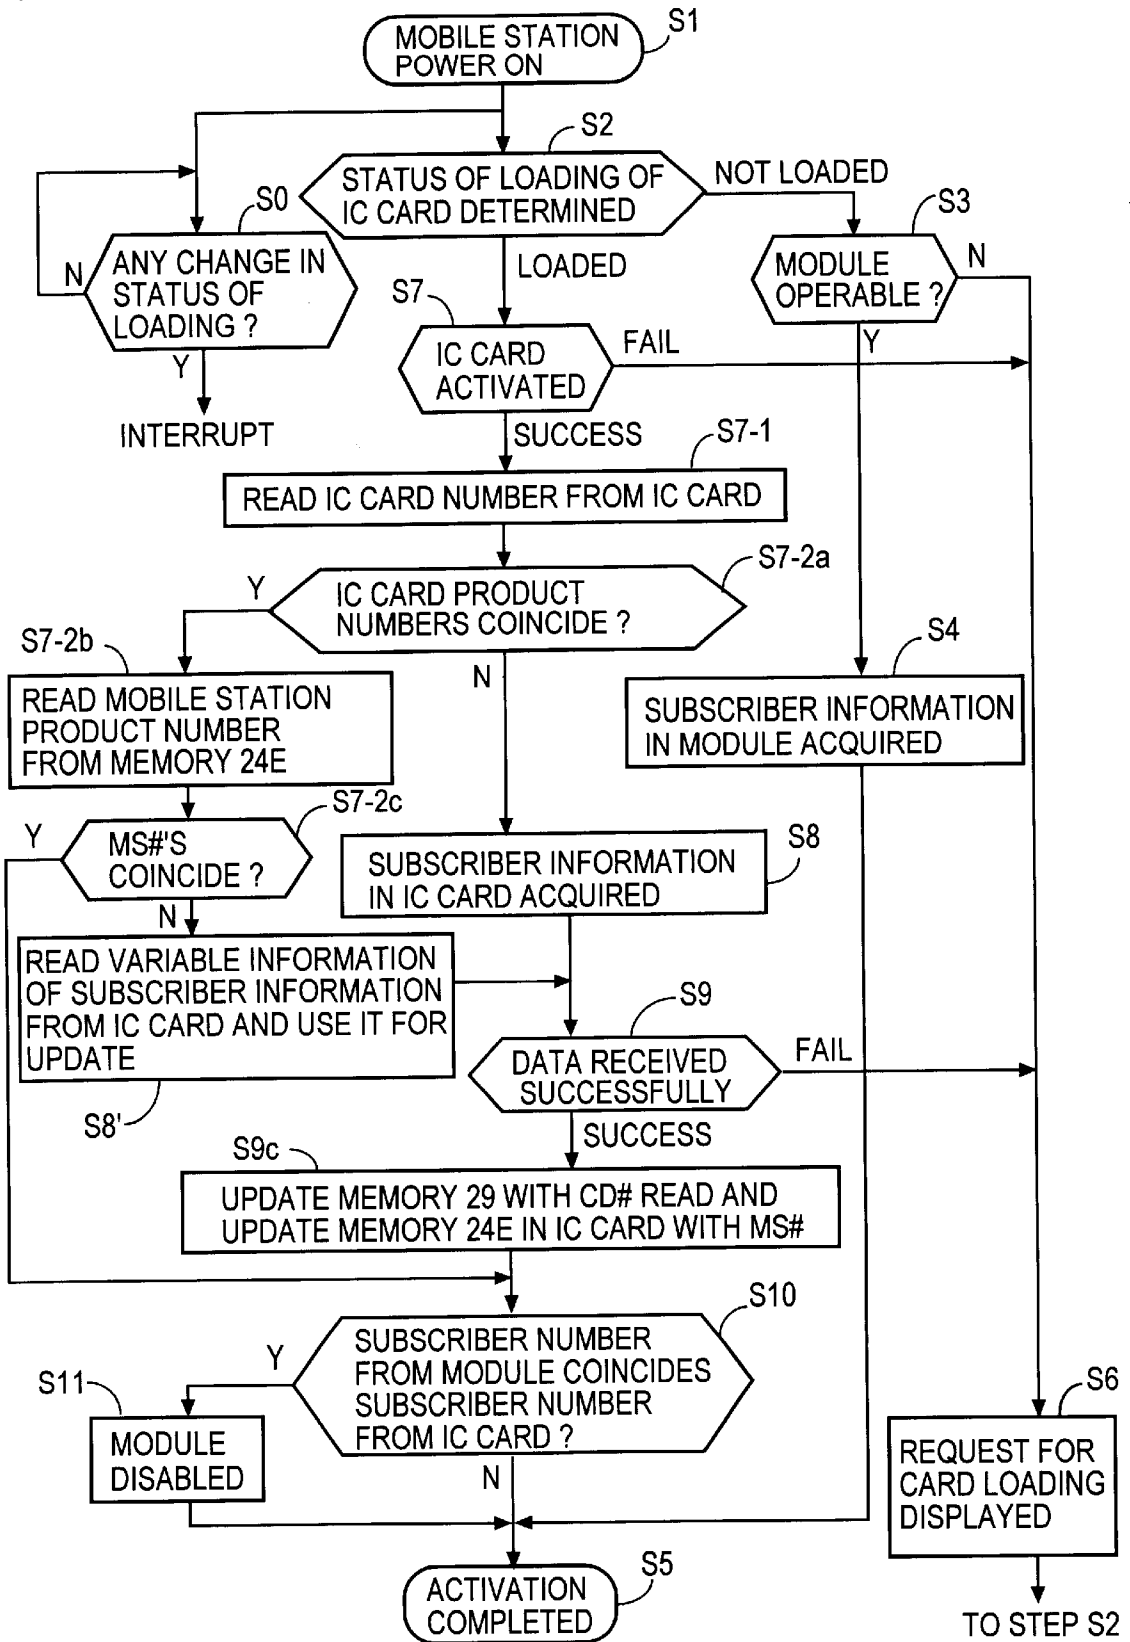 S1
MOBILE STATION
POWER ON
S2
STATUS OF LOADING OF
IC CARD DETERMINED
NOT LOADED
S0
S3
ANY CHANGE IN
STATUS OF
LOADING ?
N
LOADED
MODULE
OPERABLE ?
N
S7
IC CARD
ACTIVATED
FAIL
Y
Y
INTERRUPT
SUCCESS
S7-1
READ IC CARD NUMBER FROM IC CARD
S7-2a
Y
IC CARD PRODUCT
NUMBERS COINCIDE ?
S7-2b
N
S4
READ MOBILE STATION
PRODUCT NUMBER
FROM MEMORY 24E
SUBSCRIBER INFORMATION
IN MODULE ACQUIRED
S7-2c
Y
MS#'S
COINCIDE ?
S8
SUBSCRIBER INFORMATION
IN IC CARD ACQUIRED
N
READ VARIABLE INFORMATION
OF SUBSCRIBER INFORMATION
FROM IC CARD AND USE IT FOR
UPDATE
S9
DATA RECEIVED
SUCCESSFULLY
FAIL
S8'
SUCCESS
S9c
UPDATE MEMORY 29 WITH CD# READ AND
UPDATE MEMORY 24E IN IC CARD WITH MS#
S10
SUBSCRIBER NUMBER
FROM MODULE COINCIDES
SUBSCRIBER NUMBER
FROM IC CARD ?
Y
S11
S6
MODULE
DISABLED
N
REQUEST FOR
CARD LOADING
DISPLAYED
S5
ACTIVATION
COMPLETED
TO STEP S2